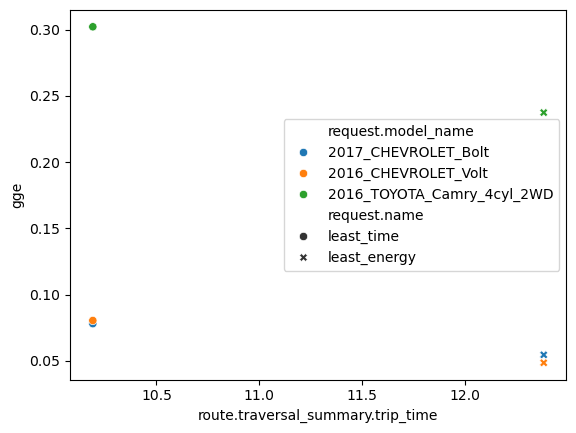 0.30
0.25
0.20
0.15
0.10
0.05
gge
request.model_name
2017_CHEVROLET_Bolt
2016_CHEVROLET_Volt
2016_TOYOTA_Camry_4cyl_2WD
request.name
least_time
least_energy
10.5 11.0 11.5 12.0
route.traversal_summary.trip_time